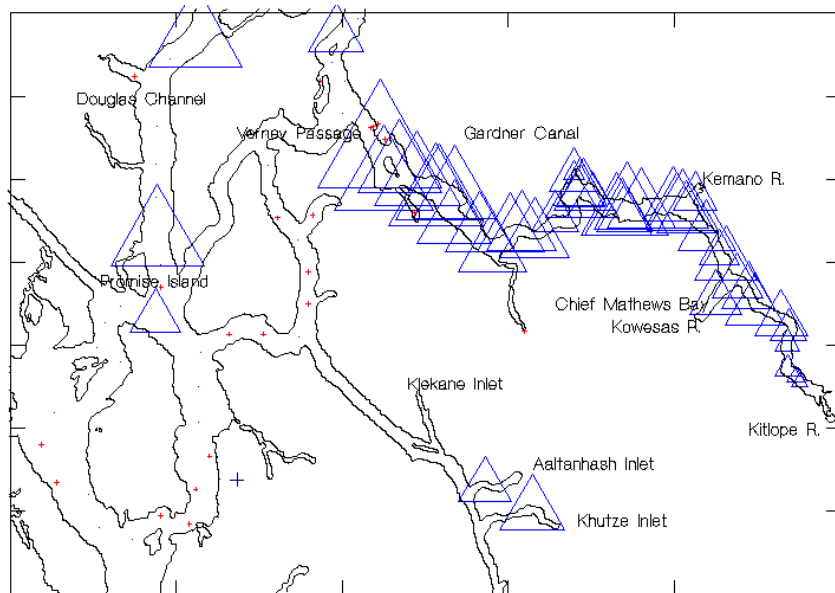 Douglas Channel
Verney Passage
Gardner Canal
Kemano R.
Promise Island
Chief Mathews Bay
Kowesas R.
Klekane Inlet
Kitlope R.
Aaltanhash Inlet
Khutze Inlet